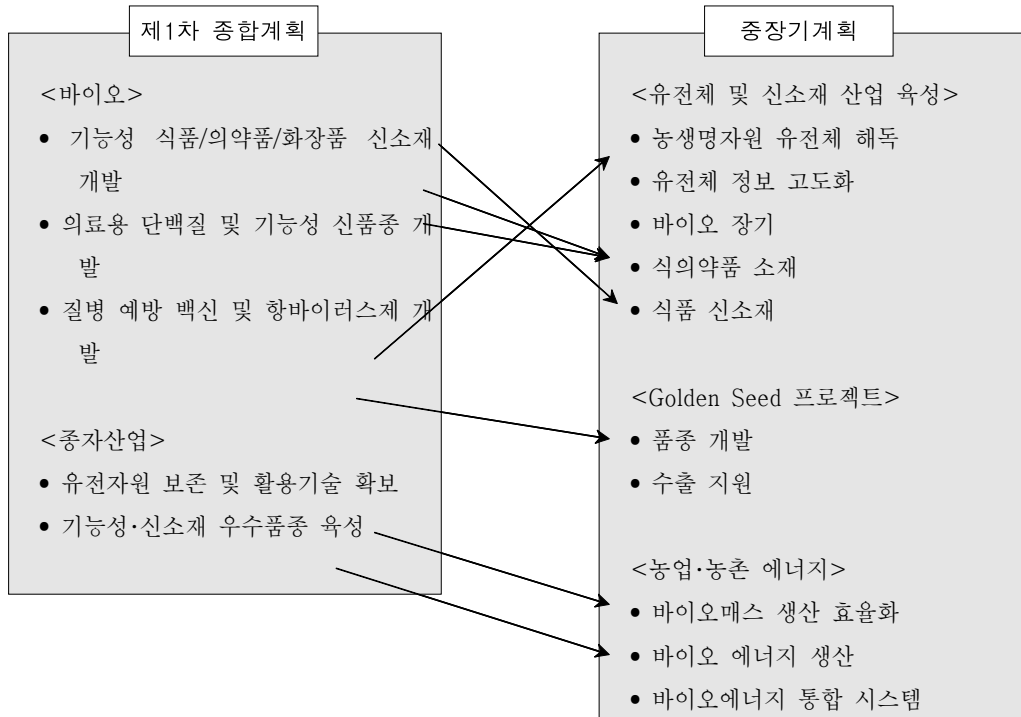 제1차 종합계획
<바이오>
• 기능성 식품/의약품/화장품 신소재
개발
• 의료용 단백질 및 기능성 신품종 개
발
• 질병 예방 백신 및 항바이러스제 개
발
<종자산업>
• 유전자원 보존 및 활용기술 확보
• 기능성·신소재 우수품종 육성
중장기계획
<유전체 및 신소재 산업 육성>
• 농생명자원 유전체 해독
• 유전체 정보 고도화
• 바이오 장기
• 식의약품 소재
• 식품 신소재
<Golden Seed 프로젝트>
• 품종 개발
• 수출 지원
<농업·농촌 에너지>
• 바이오매스 생산 효율화
• 바이오 에너지 생산
• 바이오에너지 통합 시스템